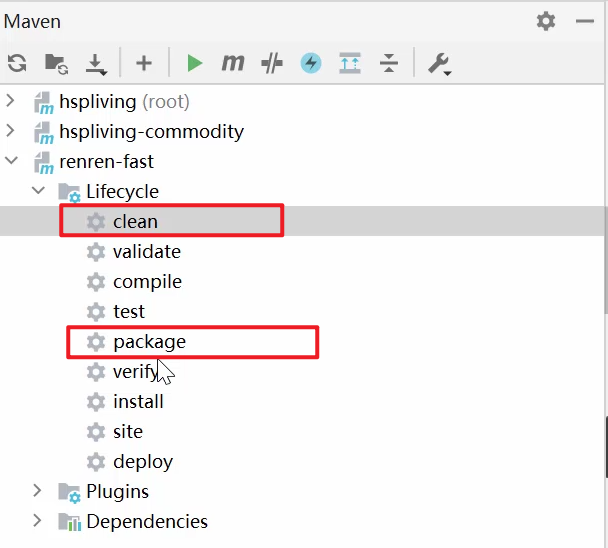 Maven
m
hspliving (root)
hspliving-commodity
renren-fast
Lifecycle
clean
validate
compile
test
package
verify
install
site
deploy
Plugins
Dependencies